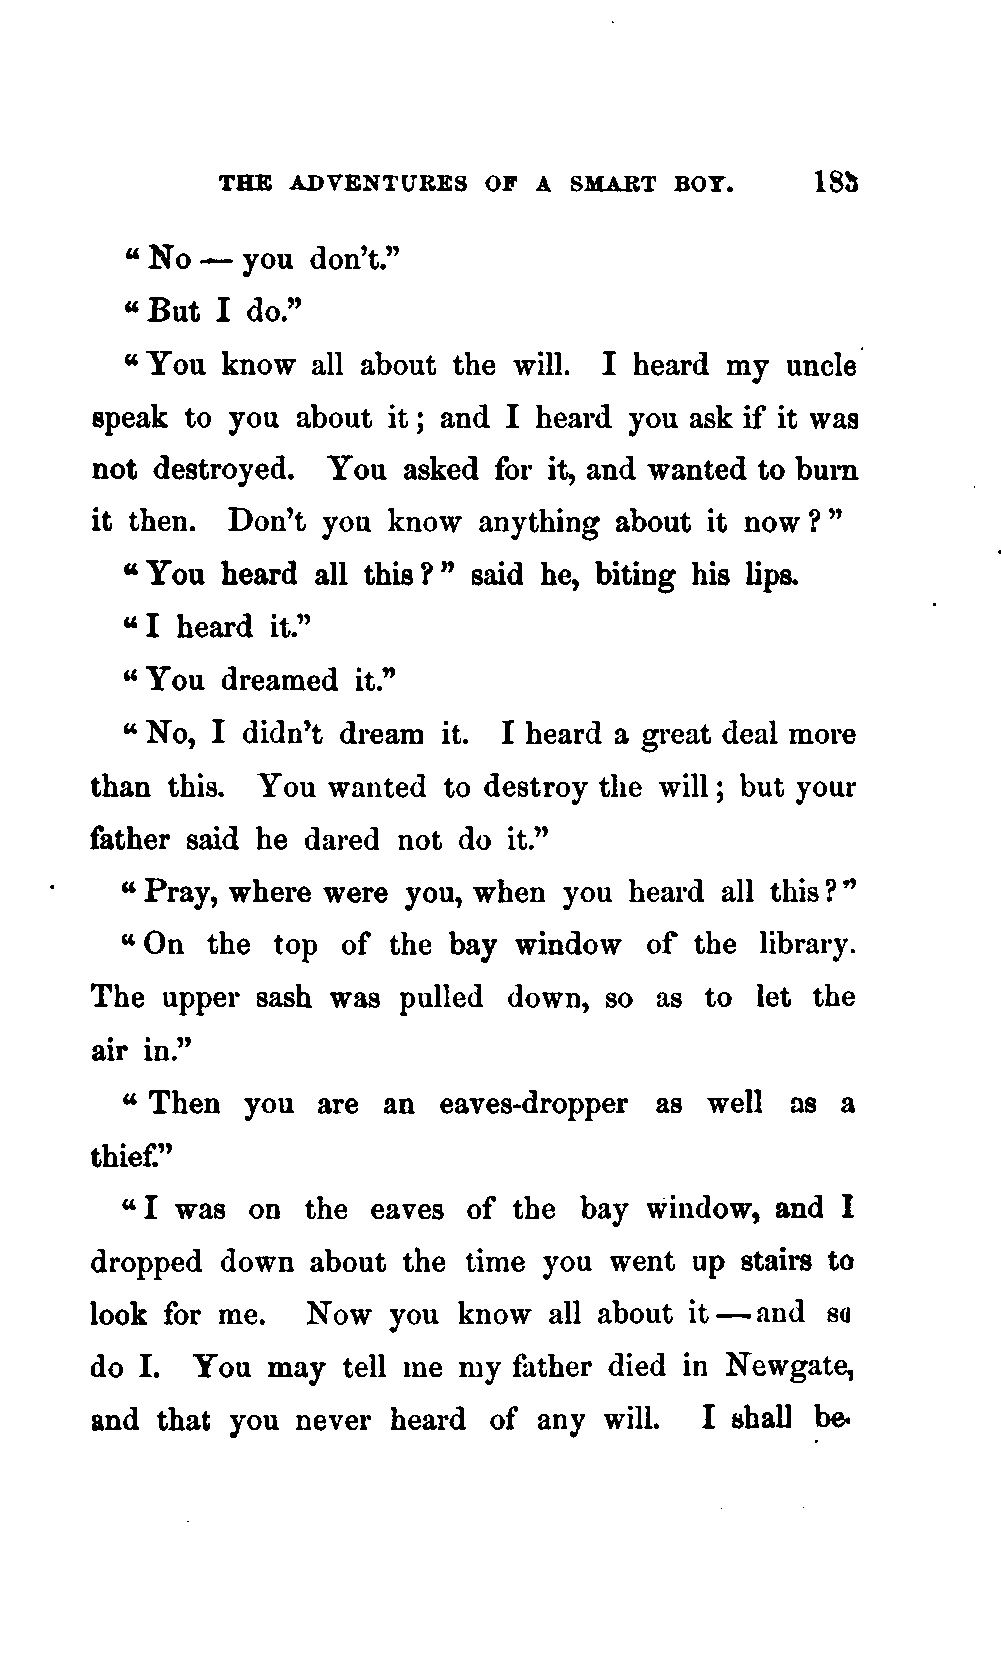 THE ADVENTURES OF A SMART BOY. 185
“No — you don’t.”
“But I do.”
“You know all about the will. I heard my uncle
speak to you about it; and I heard you ask if it was
not destroyed. You asked for it, and wanted to burn
it then. Don’t you know anything about it now?”
“You heard all this?” said he, biting his lips.
“I heard it.”
“You dreamed it.”
“No, I didn’t dream it. I heard a great deal more
than this. You wanted to destroy the will; but your
father said he dared not do it.”
“Pray, where were you, when you heard all this?”
“On the top of the bay window of the library.
The upper sash was pulled down, so as to let the
air in.”
“Then you are an eaves-dropper as well as a
thief.”
“I was on the eaves of the bay window, and I
dropped down about the time you went up stairs to
look for me. Now you know all about it — and so
do I. You may tell me my father died in Newgate,
and that you never heard of any will. I shall be-